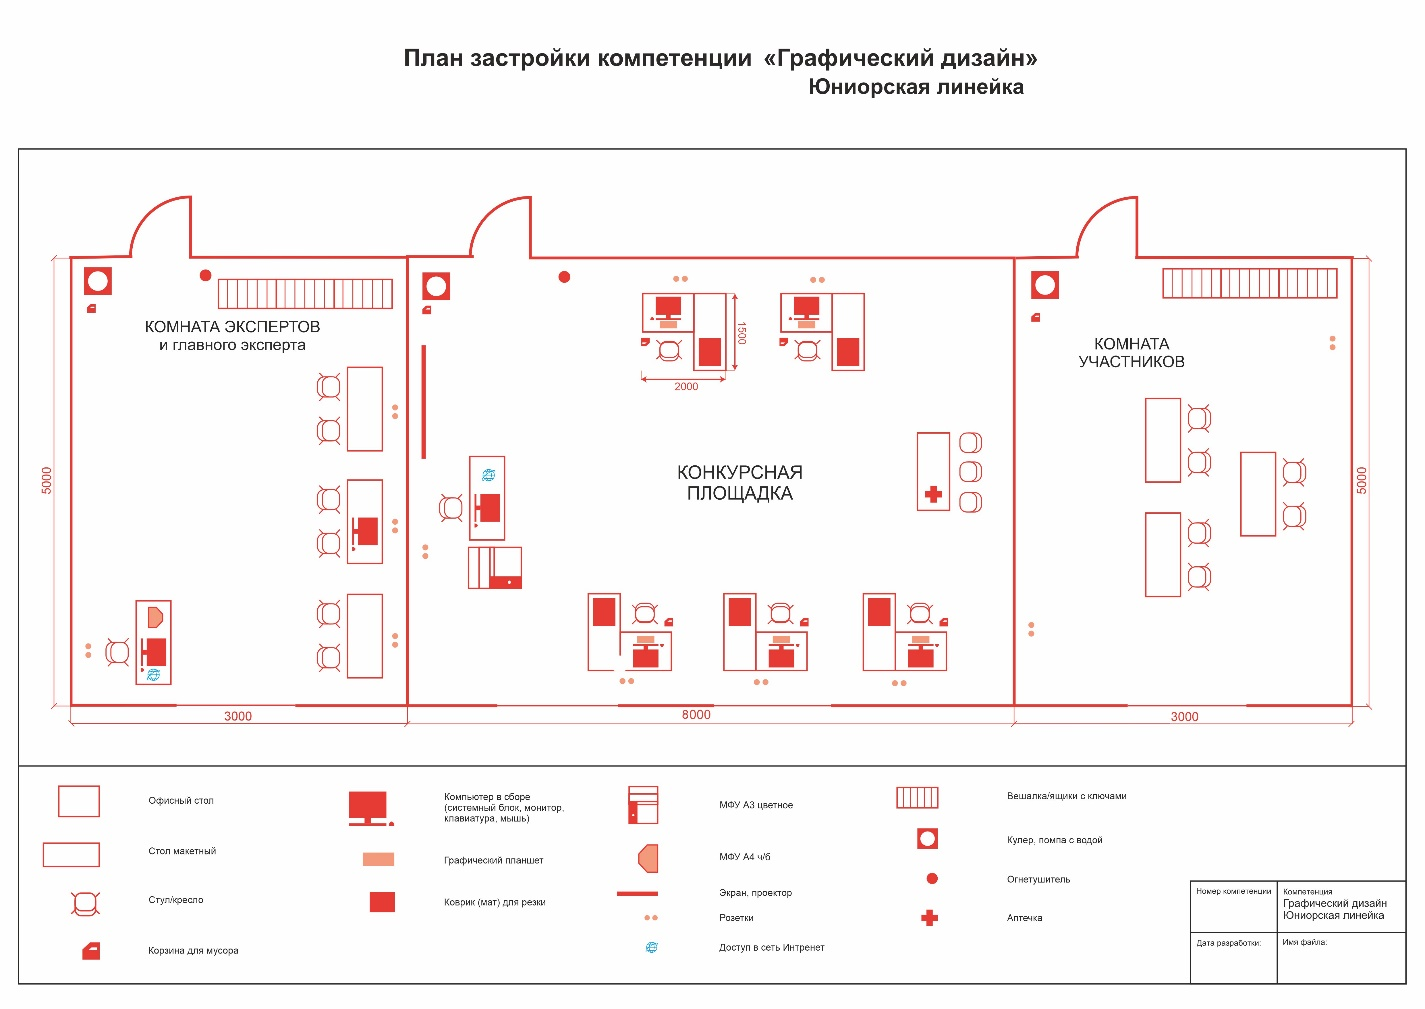 План застройки компетенции «Графический дизайн»
Юниорская линейка
КОМНАТА ЭКСПЕРТОВ
и главного эксперта
КОМНАТА
УЧАСТНИКОВ
1500
2000
КОНКУРСНАЯ
ПЛОЩАДКА
5000
5000
3000
8000
3000
Офисный стол
Стол макетный
Стул/кресло
Корзина для мусора
Компьютер в сборе
(системный блок, монитор,
клавиатура, мышь)
Графический планшет
Коврик (мат) для резки
МФУ А3 цветное
МФУ А4 ч/б
Экран, проектор
Розетки
Доступ в сеть Интренет
Вешалка/ящики с ключами
Кулер, помпа с водой
Огнетушитель
Аптечка
Номер компетенции
Компетенция
Графический дизайн
Юниорская линейка
Дата разработки:
Имя файла: